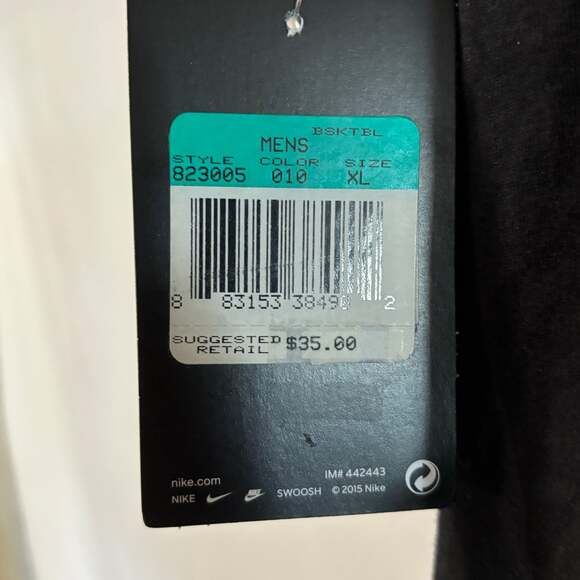 BSKTBL
MENS
STYLE COLOR SIZE
823005 010 XL
8 83153 38490 2
SUGGESTED
RETAIL $35.00
nike.com
IM# 442443
NIKE SWOOSH © 2015 Nike